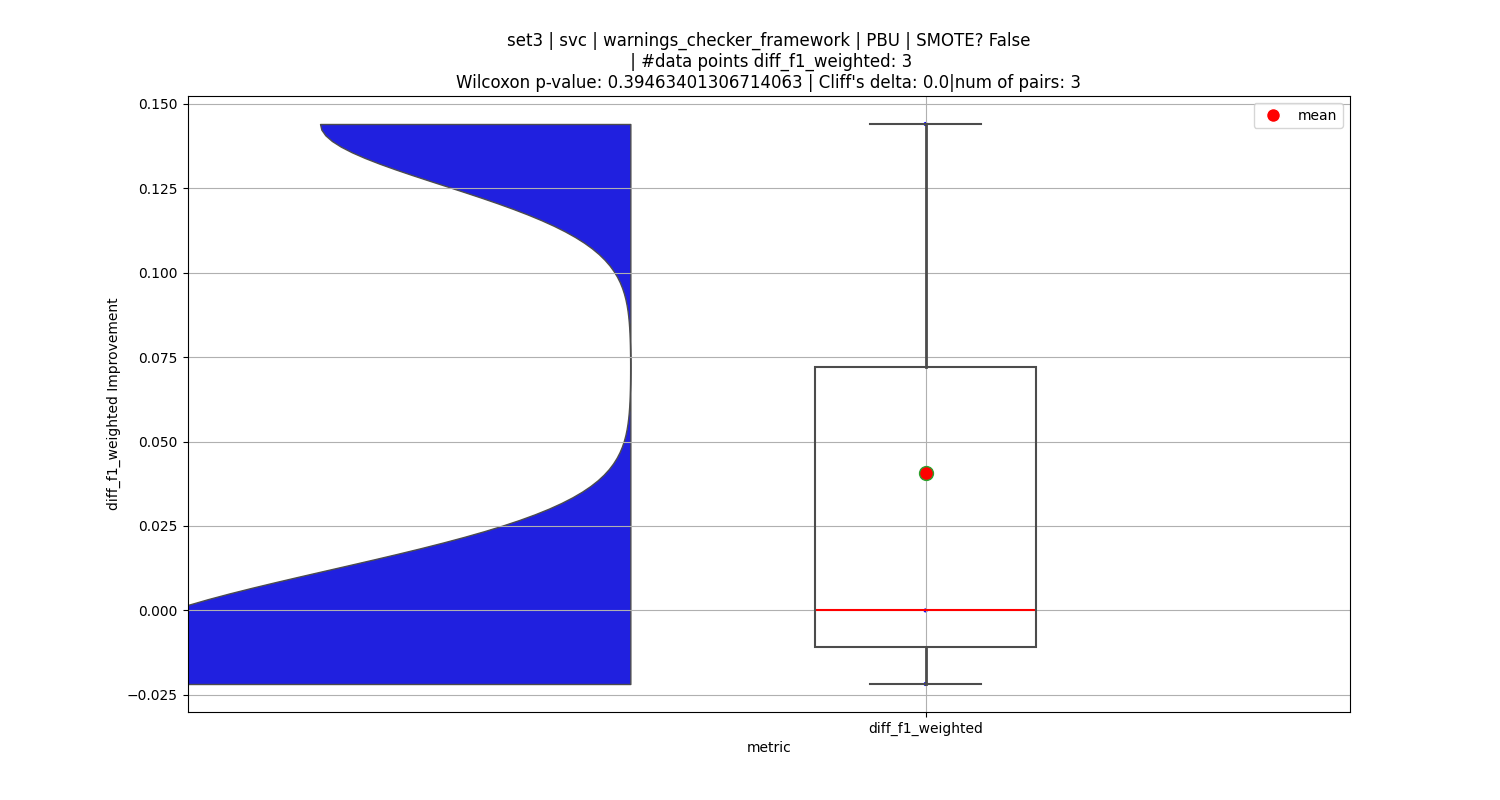 set3 | svc | warnings_checker_framework | PBU | SMOTE? False
| #data points diff_f1_weighted: 3
Wilcoxon p-value: 0.39463401306714063 | Cliff's delta: 0.0|num of pairs: 3
mean
0.150
0.125
0.100
0.075
0.050
0.025
0.000
−0.025
diff_f1_weighted Improvement
diff_f1_weighted
metric